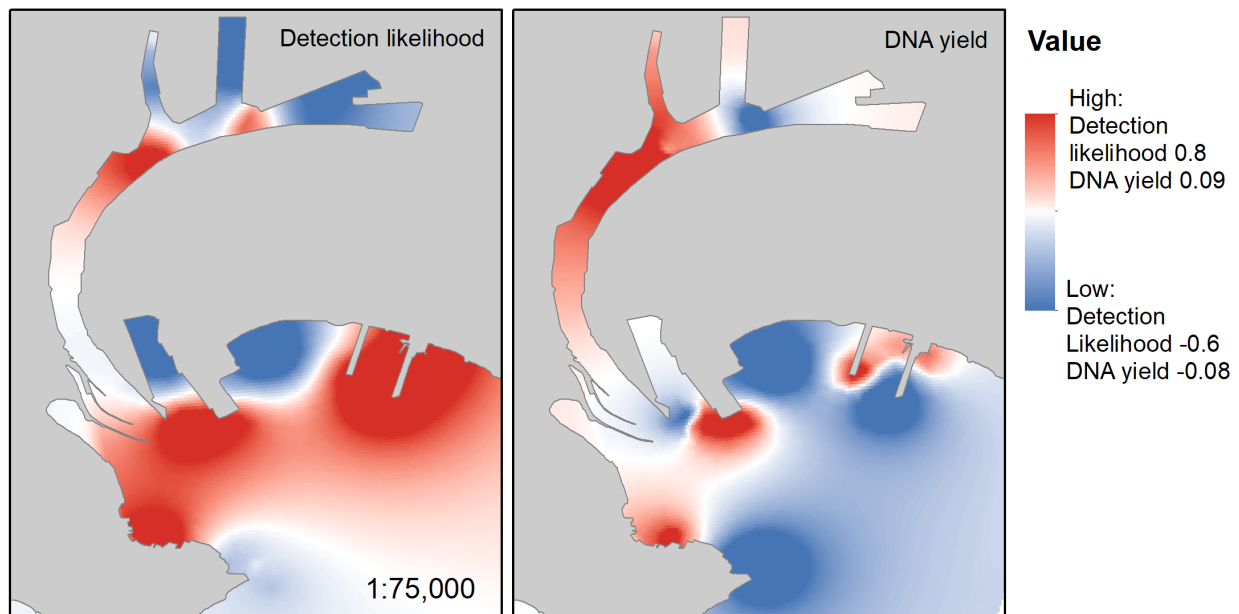 Detection likelihood
1:75,000
DNA yield
Value
High:
Detection
likelihood 0.8
DNA yield 0.09
Low:
Detection
Likelihood -0.6
DNA yield -0.08